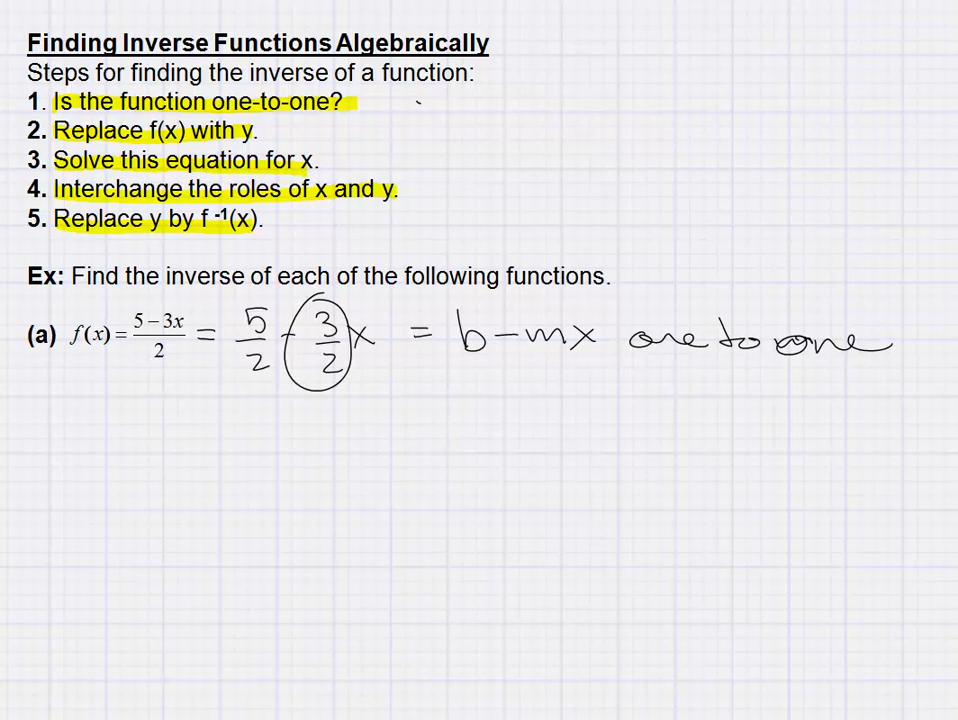 Finding Inverse Functions Algebraically
Steps for finding the inverse of a function:
1. Is the function one-to-one?
2. Replace f(x) with y.
3. Solve this equation for x.
4. Interchange the roles of x and y.
5. Replace y by f ⁻¹(x).
Ex: Find the inverse of each of the following functions.
(a) f(x) = (5 − 3x)/2 = 5/2 − 3/2 x = b − mx one to one